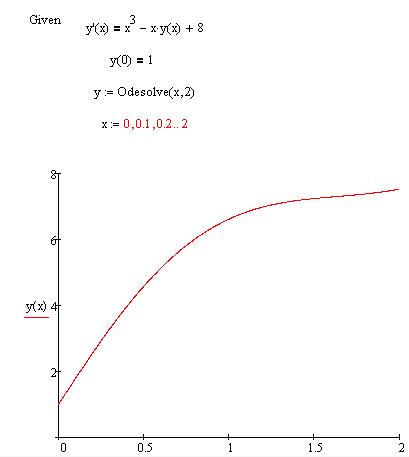 Given
y'(x) = x³ − x·y(x) + 8
y(0) = 1
y := Odesolve(x,2)
x := 0,0.1,0.2..2
8
6
y(x) 4
2
0 0.5 1 1.5 2